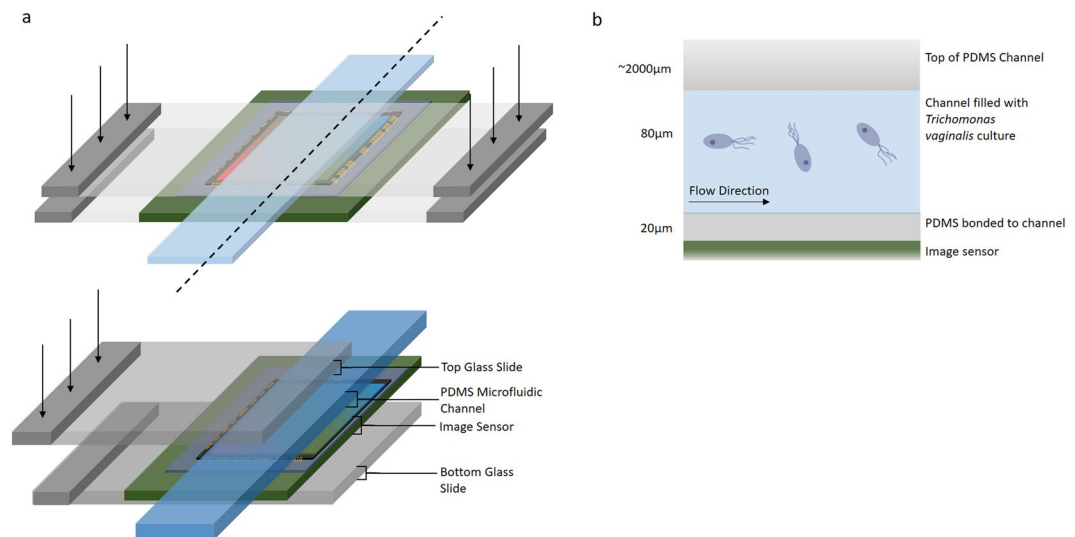 a
Top Glass Slide
PDMS Microfluidic
Channel
Image Sensor
Bottom Glass
Slide
b
~2000µm
Top of PDMS Channel
80µm
Channel filled with
Trichomonas
vaginalis culture
Flow Direction
20µm
PDMS bonded to channel
Image sensor